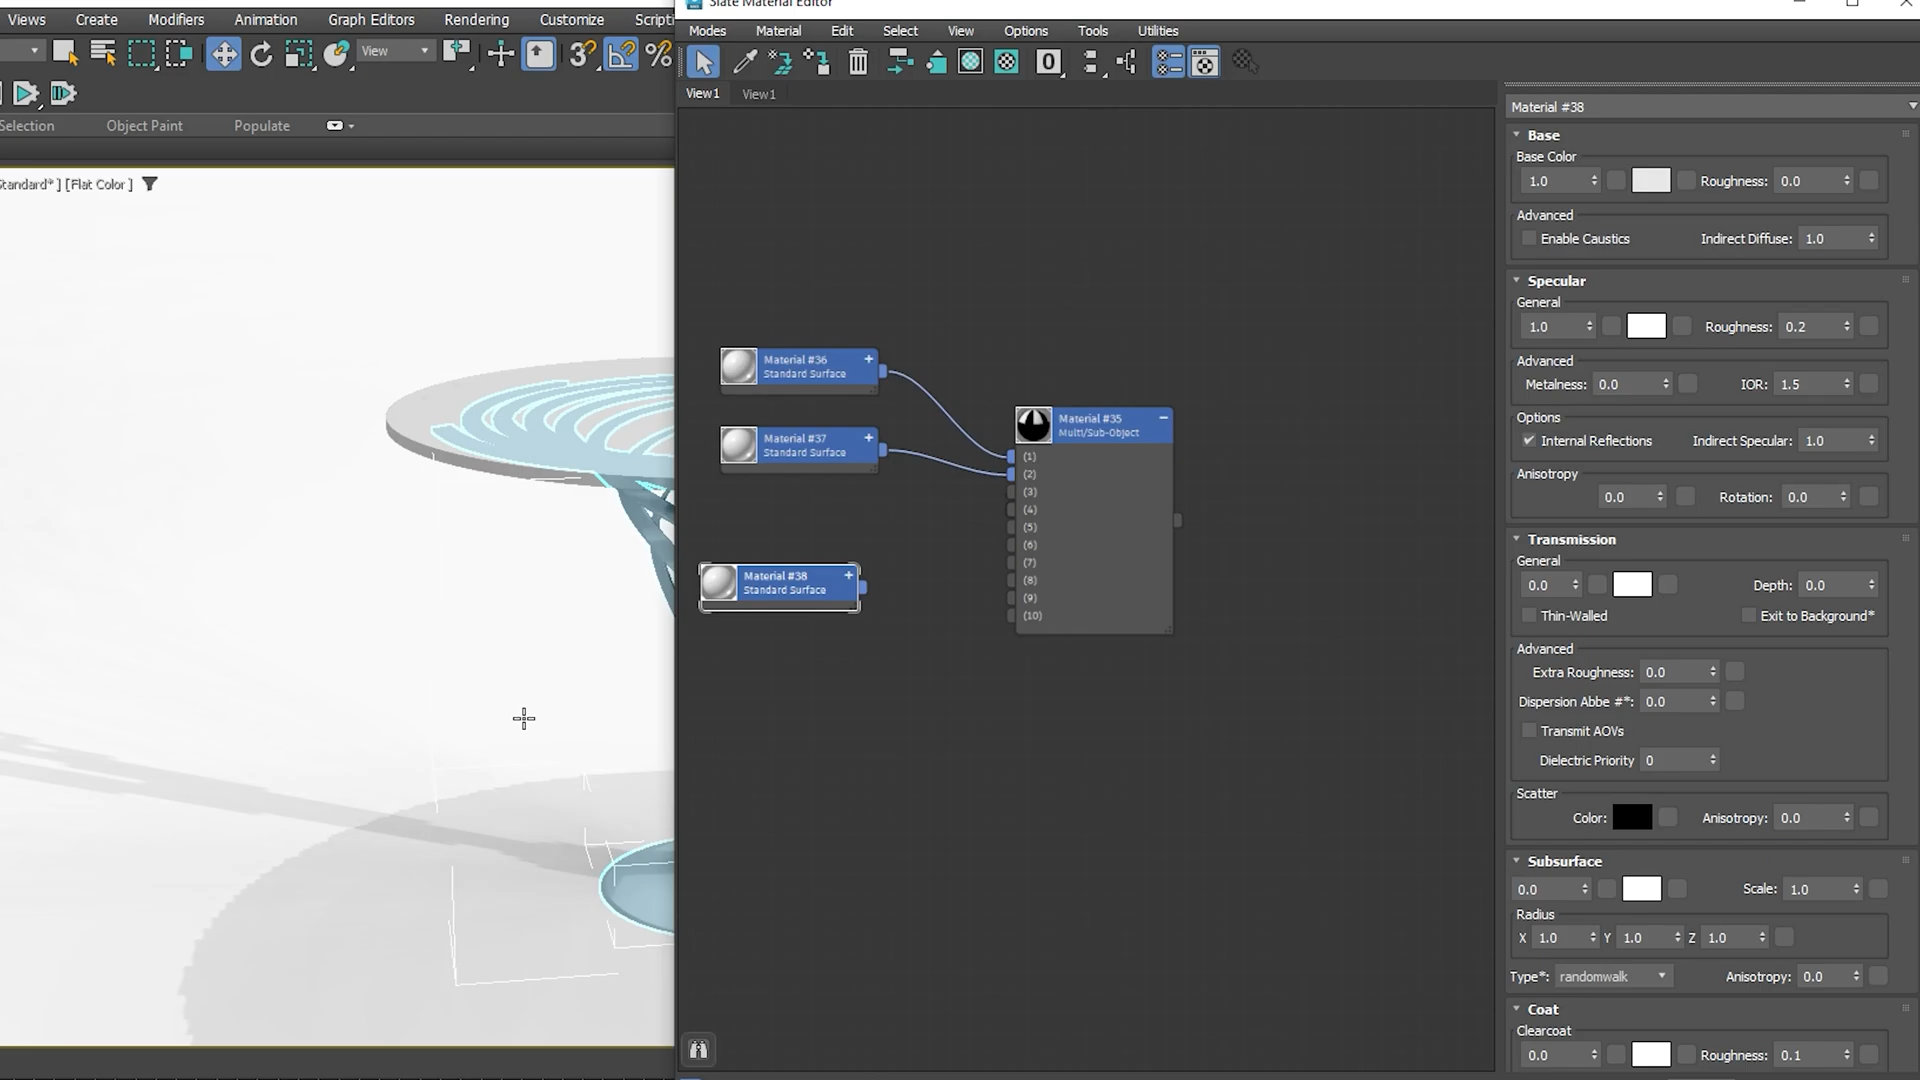 Slate Material Editor
Views Create Modifiers Animation Graph Editors Rendering Customize Scripti
Modes Material Edit Select View Options Tools Utilities
View
3
%
0
View1 View1
Selection Object Paint Populate
Standard* ] [Flat Color ]
Material #36
Standard Surface
Material #37
Standard Surface
Material #38
Standard Surface
Material #35
Multi/Sub-Object
(1)
(2)
(3)
(4)
(5)
(6)
(7)
(8)
(9)
(10)
Material #38
Base
Base Color
1.0 Roughness: 0.0
Advanced
Enable Caustics Indirect Diffuse: 1.0
Specular
General
1.0 Roughness: 0.2
Advanced
Metalness: 0.0 IOR: 1.5
Options
Internal Reflections Indirect Specular: 1.0
Anisotropy
0.0 Rotation: 0.0
Transmission
General
0.0 Depth: 0.0
Thin-Walled Exit to Background*
Advanced
Extra Roughness: 0.0
Dispersion Abbe #*: 0.0
Transmit AOVs
Dielectric Priority 0
Scatter
Color: Anisotropy: 0.0
Subsurface
0.0 Scale: 1.0
Radius
X 1.0 Y 1.0 Z 1.0
Type*: randomwalk Anisotropy: 0.0
Coat
Clearcoat
0.0 Roughness: 0.1